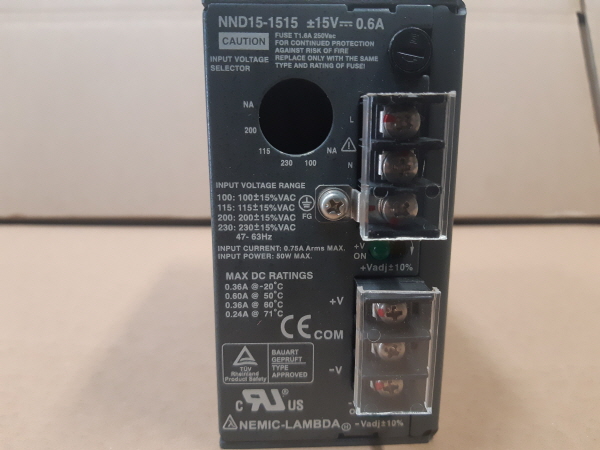 NND15-1515 ±15V⎓ 0.6A
CAUTION
FUSE T1.6A 250Vac
FOR CONTINUED PROTECTION
AGAINST RISK OF FIRE
REPLACE ONLY WITH THE SAME
TYPE AND RATING OF FUSE!
INPUT VOLTAGE
SELECTOR
NA
200
115
230
100
NA
L
N
FG
INPUT VOLTAGE RANGE
100: 100±15%VAC
115: 115±15%VAC
200: 200±15%VAC
230: 230±15%VAC
47- 63Hz
INPUT CURRENT: 0.75A Arms MAX.
INPUT POWER: 50W MAX.
+V
ON
+Vadj±10%
MAX DC RATINGS
0.36A @-20°C
0.60A @ 50°C
0.36A @ 60°C
0.24A @ 71°C
+V
CE COM
TÜV
Rheinland
Product Safety
BAUART
GEPRÜFT
TYPE
APPROVED
-V
C RU US
NEMIC-LAMBDA
-Vadj±10%